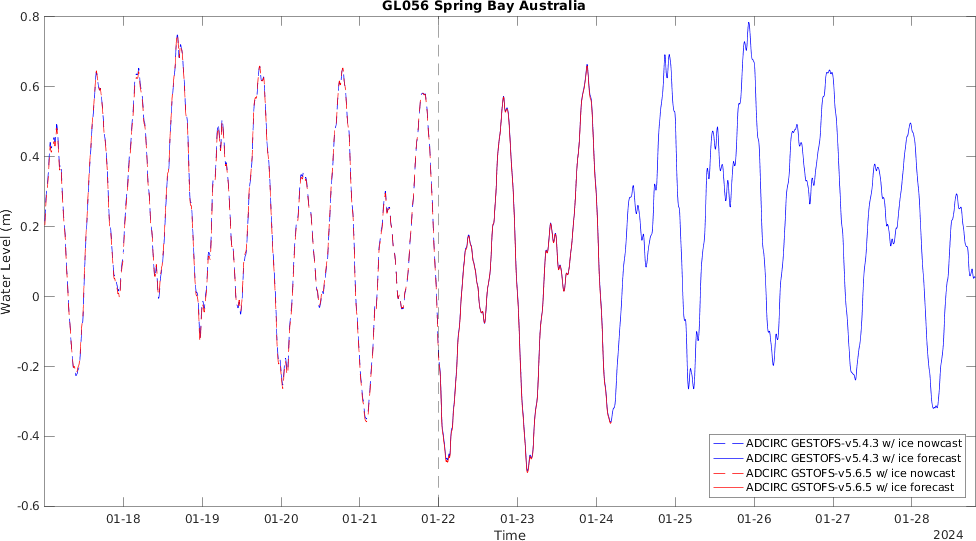 GL056 Spring Bay Australia
Water Level (m)
0.8
0.6
0.4
0.2
0
-0.2
-0.4
-0.6
ADCIRC GESTOFS-v5.4.3 w/ ice nowcast
ADCIRC GESTOFS-v5.4.3 w/ ice forecast
ADCIRC GSTOFS-v5.6.5 w/ ice nowcast
ADCIRC GSTOFS-v5.6.5 w/ ice forecast
01-18 01-19 01-20 01-21 01-22 01-23 01-24 01-25 01-26 01-27 01-28
Time
2024